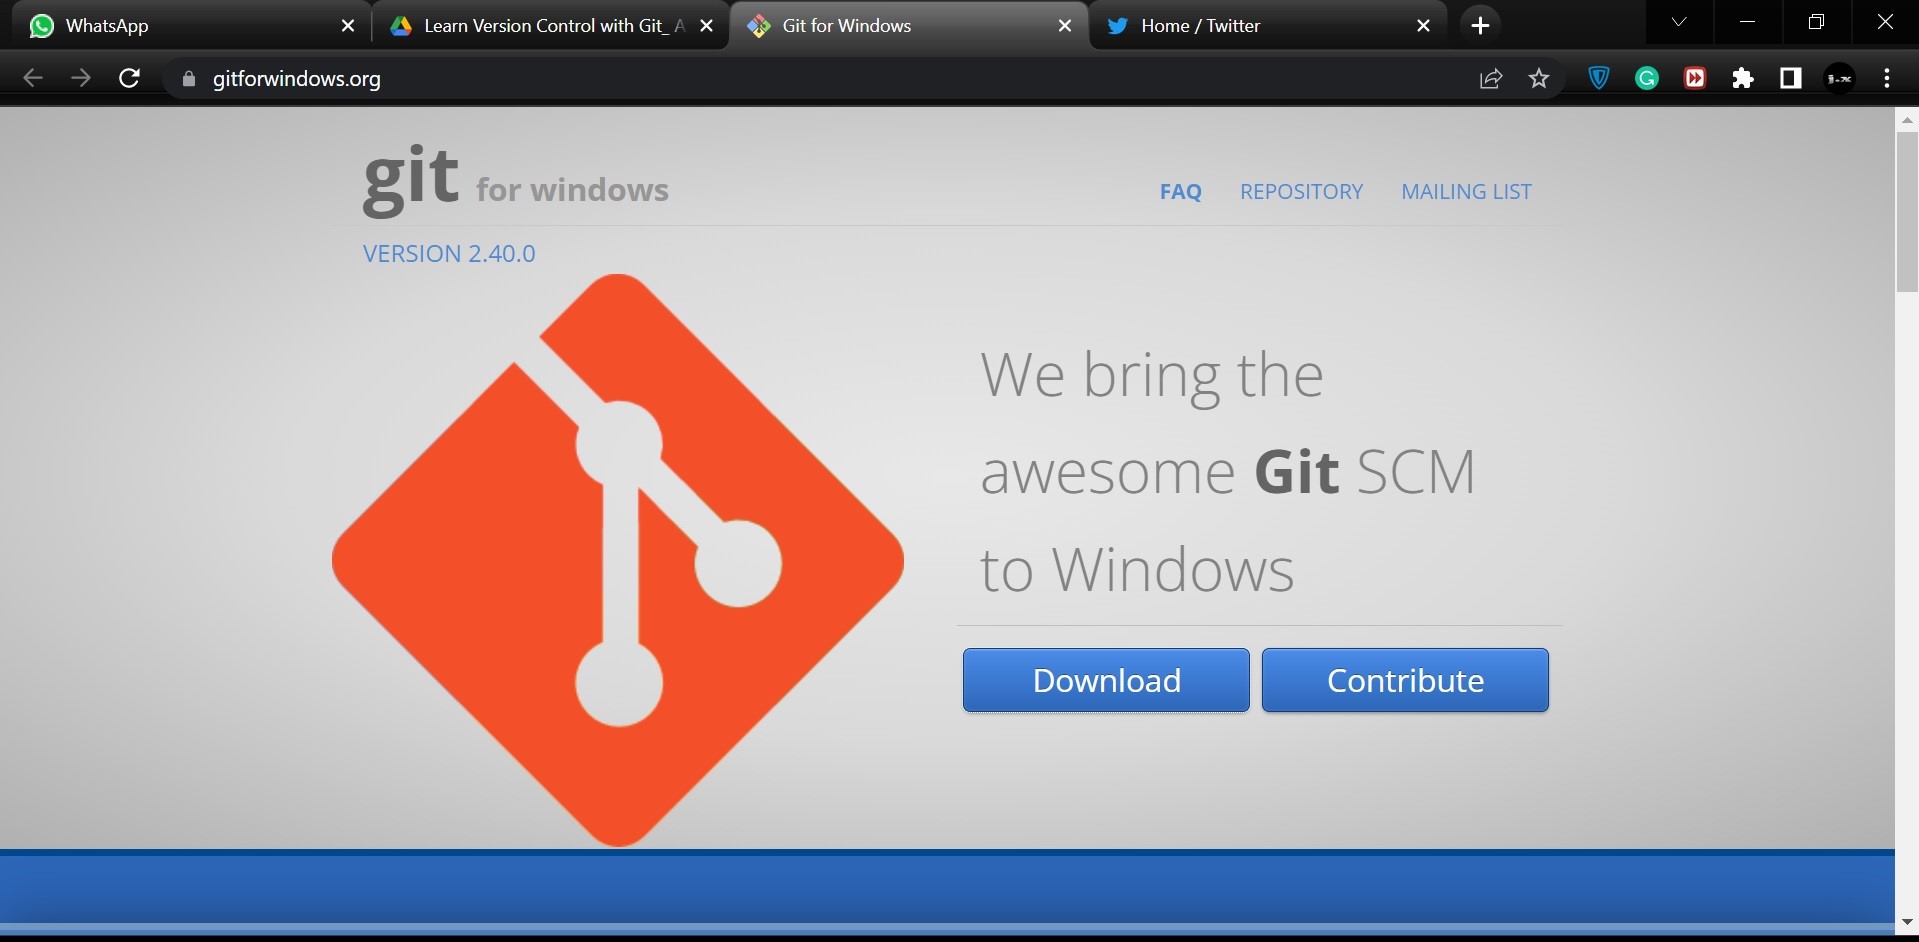 WhatsApp
Learn Version Control with Git_ A
Git for Windows
Home / Twitter
gitforwindows.org
git for windows
FAQ
REPOSITORY
MAILING LIST
VERSION 2.40.0
We bring the
awesome Git SCM
to Windows
Download
Contribute